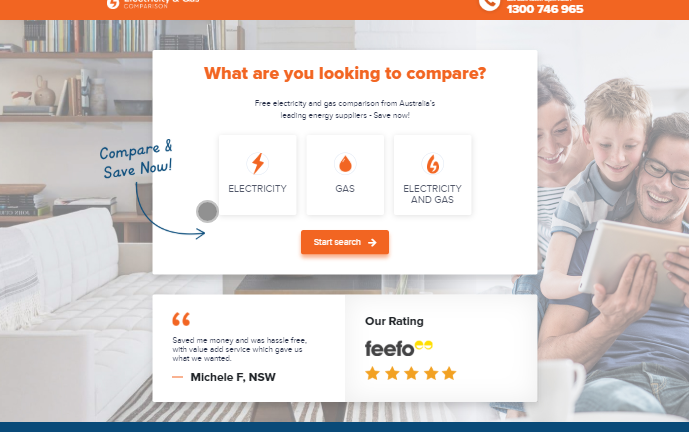 Electricity & Gas
COMPARISON
1300 746 965
What are you looking to compare?
Free electricity and gas comparison from Australia's
leading energy suppliers - Save now!
Compare &
Save Now!
ELECTRICITY
GAS
ELECTRICITY
AND GAS
Start search
Saved me money and was hassle free,
with value add service which gave us
what we wanted.
Michele F, NSW
Our Rating
feefo